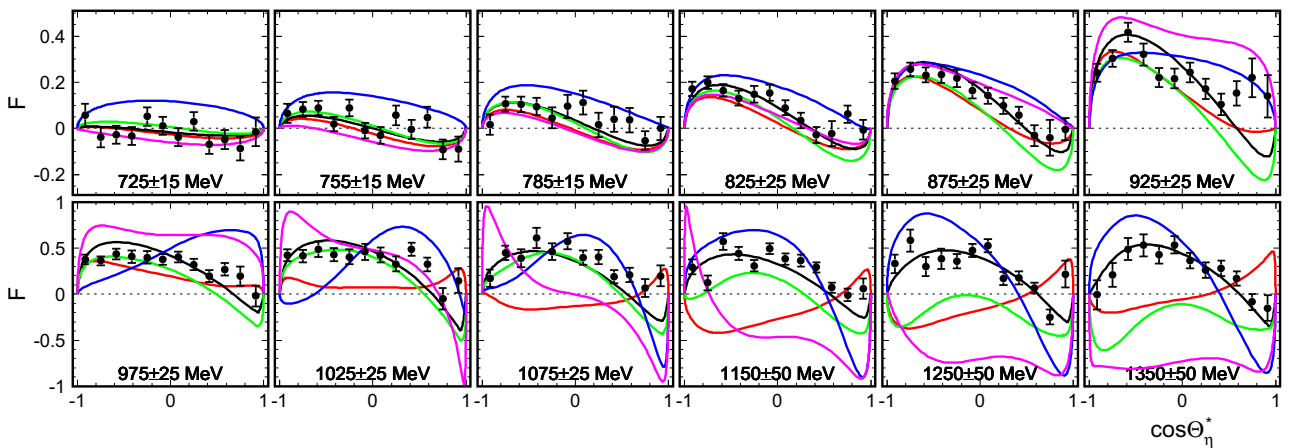 0.4
0.2
F
0
-0.2
725±15 MeV
755±15 MeV
785±15 MeV
825±25 MeV
875±25 MeV
925±25 MeV
1
0.5
F
0
-0.5
-1
975±25 MeV
1025±25 MeV
1075±25 MeV
1150±50 MeV
1250±50 MeV
1350±50 MeV
-1 0 1 0 1 0 1 -1 0 1 -1 0 1 -1 0 1
cosΘ*η